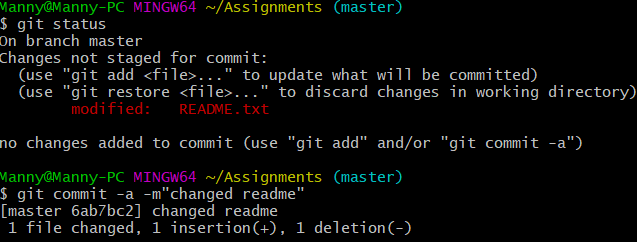 Manny@Manny-PC MINGW64 ~/Assignments (master)
$ git status
On branch master
Changes not staged for commit:
  (use "git add <file>..." to update what will be committed)
  (use "git restore <file>..." to discard changes in working directory)
        modified:   README.txt

no changes added to commit (use "git add" and/or "git commit -a")

Manny@Manny-PC MINGW64 ~/Assignments (master)
$ git commit -a -m"changed readme"
[master 6ab7bc2] changed readme
 1 file changed, 1 insertion(+), 1 deletion(-)